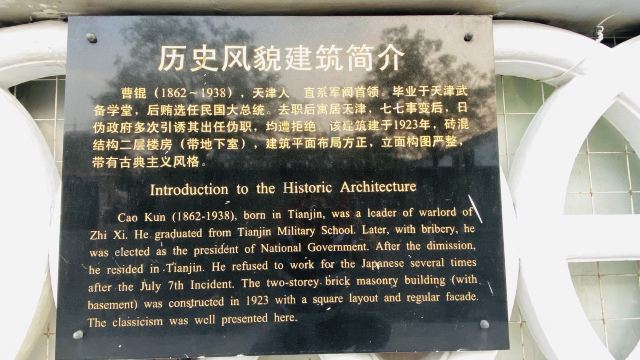 历史风貌建筑简介
曹锟（1862～1938），天津人，直系军阀首领。毕业于天津武
备学堂，后贿选任民国大总统。去职后寓居天津，七七事变后，日
伪政府多次引诱其出任伪职，均遭拒绝。该建筑建于1923年，砖混
结构二层楼房（带地下室），建筑平面布局方正，立面构图严整，
带有古典主义风格。
Introduction to the Historic Architecture
Cao Kun (1862-1938), born in Tianjin, was a leader of warlord of
Zhi Xi. He graduated from Tianjin Military School. Later, with bribery, he
was elected as the president of National Government. After the dimission,
he resided in Tianjin. He refused to work for the Japanese several times
after the July 7th Incident. The two-storey brick masonry building (with
basement) was constructed in 1923 with a square layout and regular facade.
The classicism was well presented here.